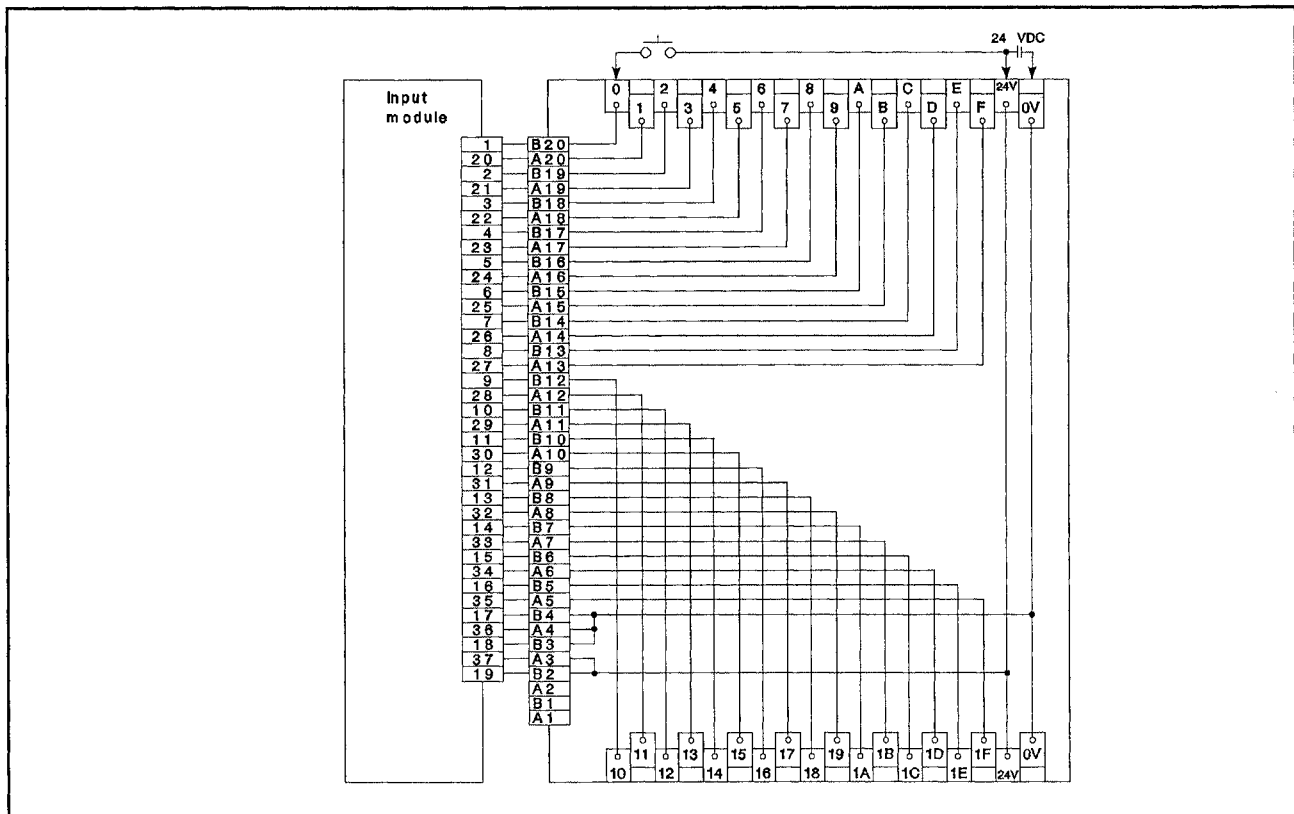 24 VDC
Input
module
0 2 4 6 8 A C E 24V
1 3 5 7 9 B D F 0V
1 B20
20 A20
2 B19
21 A19
3 B18
22 A18
4 B17
23 A17
5 B16
24 A16
6 B15
25 A15
7 B14
26 A14
8 B13
27 A13
9 B12
28 A12
10 B11
29 A11
11 B10
30 A10
12 B9
31 A9
13 B8
32 A8
14 B7
33 A7
15 B6
34 A6
16 B5
35 A5
17 B4
36 A4
18 B3
37 A3
19 B2
A2
B1
A1
11 13 15 17 19 1B 1D 1F 0V
10 12 14 16 18 1A 1C 1E 24V